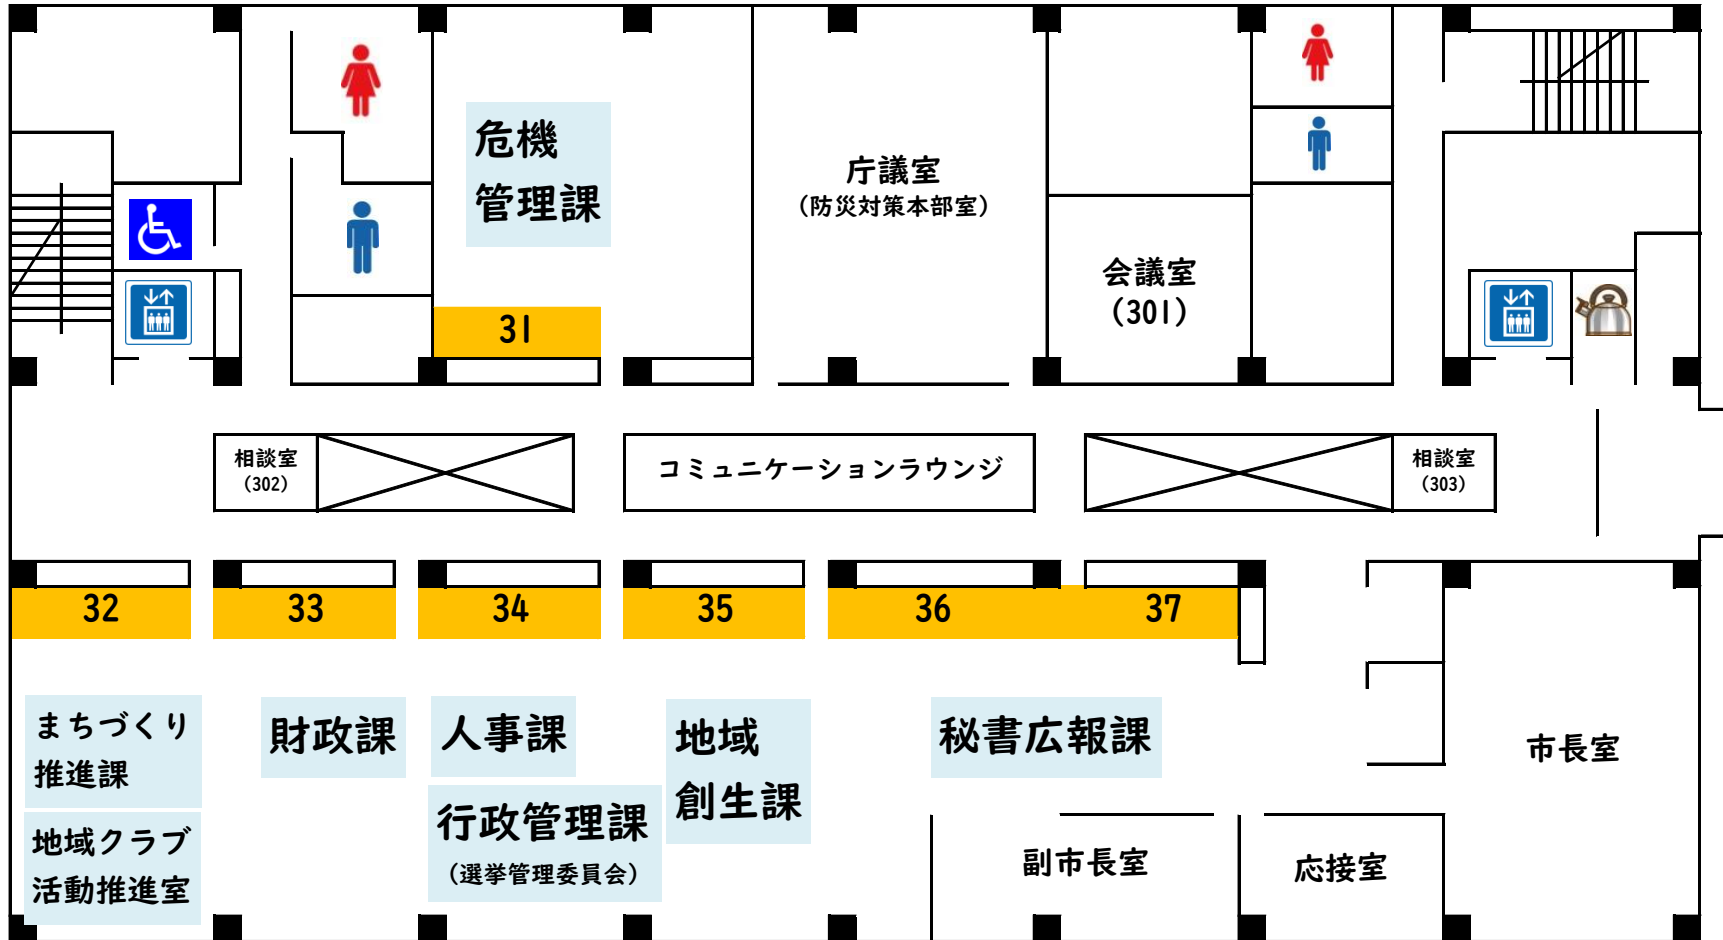 危機
管理課
31
庁議室
(防災対策本部室)
会議室
(301)
相談室
(302)
コミュニケーションラウンジ
相談室
(303)
32
33
34
35
36
37
まちづくり
推進課
地域クラブ
活動推進室
財政課
人事課
行政管理課
(選挙管理委員会)
地域
創生課
秘書広報課
副市長室
応接室
市長室